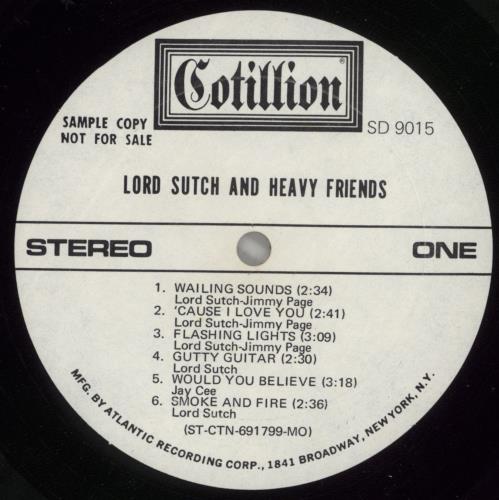 Cotillion®
SAMPLE COPY
NOT FOR SALE
SD 9015
LORD SUTCH AND HEAVY FRIENDS
STEREO ONE
1. WAILING SOUNDS (2:34)
Lord Sutch-Jimmy Page
2. 'CAUSE I LOVE YOU (2:41)
Lord Sutch-Jimmy Page
3. FLASHING LIGHTS (3:09)
Lord Sutch-Jimmy Page
4. GUTTY GUITAR (2:30)
Lord Sutch
5. WOULD YOU BELIEVE (3:18)
Jay Cee
6. SMOKE AND FIRE (2:36)
Lord Sutch
(ST-CTN-691799-MO)
MFG. BY ATLANTIC RECORDING CORP., 1841 BROADWAY, NEW YORK, N.Y.